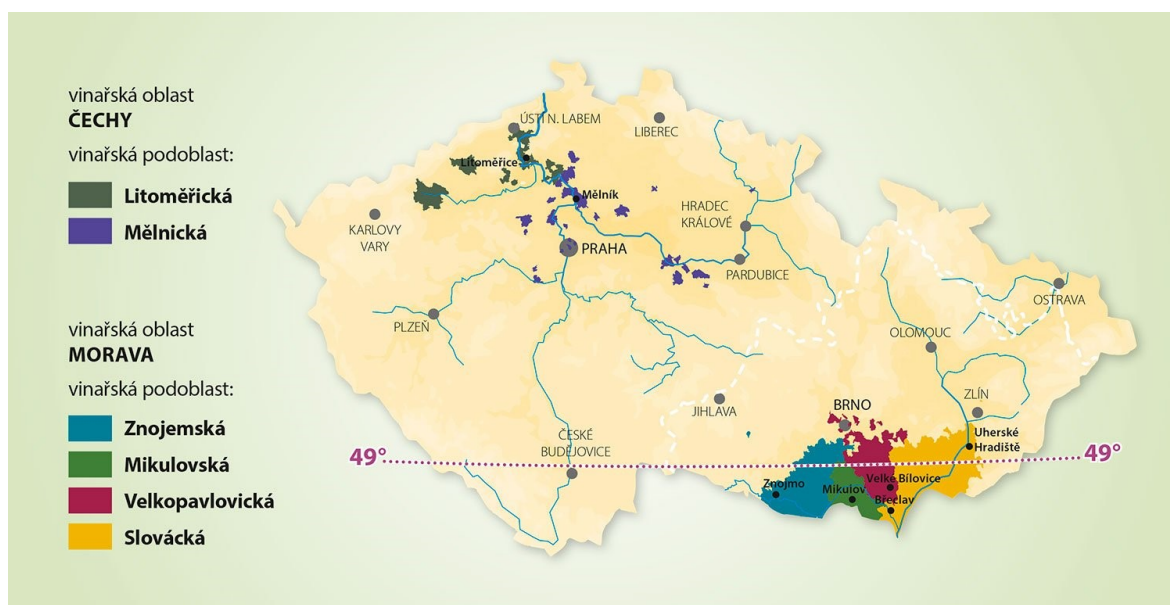 vinařská oblast
ČECHY
vinařská podoblast:
Litoměřická
Mělnická
vinařská oblast
MORAVA
vinařská podoblast:
Znojemská
Mikulovská
Velkopavlovická
Slovácká
ÚSTÍ N. LABEM
LIBEREC
Litoměřice
Mělník
KARLOVY
VARY
HRADEC
KRÁLOVÉ
PRAHA
PARDUBICE
OSTRAVA
PLZEŇ
OLOMOUC
JIHLAVA
ZLÍN
BRNO
ČESKÉ
BUDĚJOVICE
Uherské
Hradiště
49°
49°
Znojmo
Mikulov
Velké Bílovice
Břeclav